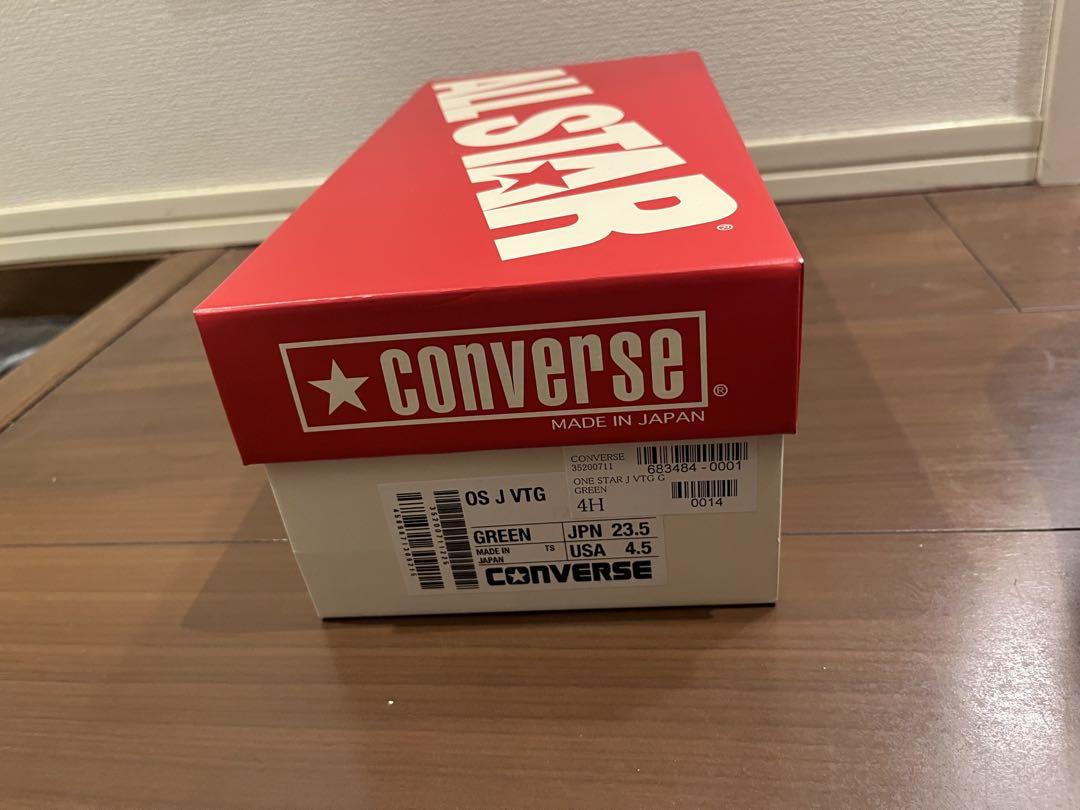 ALL STAR®
CONVERSE®
MADE IN JAPAN
CONVERSE
35200711
683484-0001
ONE STAR J VTG G
GREEN
4H
0014
OS J VTG
GREEN
JPN 23.5
MADE IN
JAPAN
TS
USA 4.5
CONVERSE